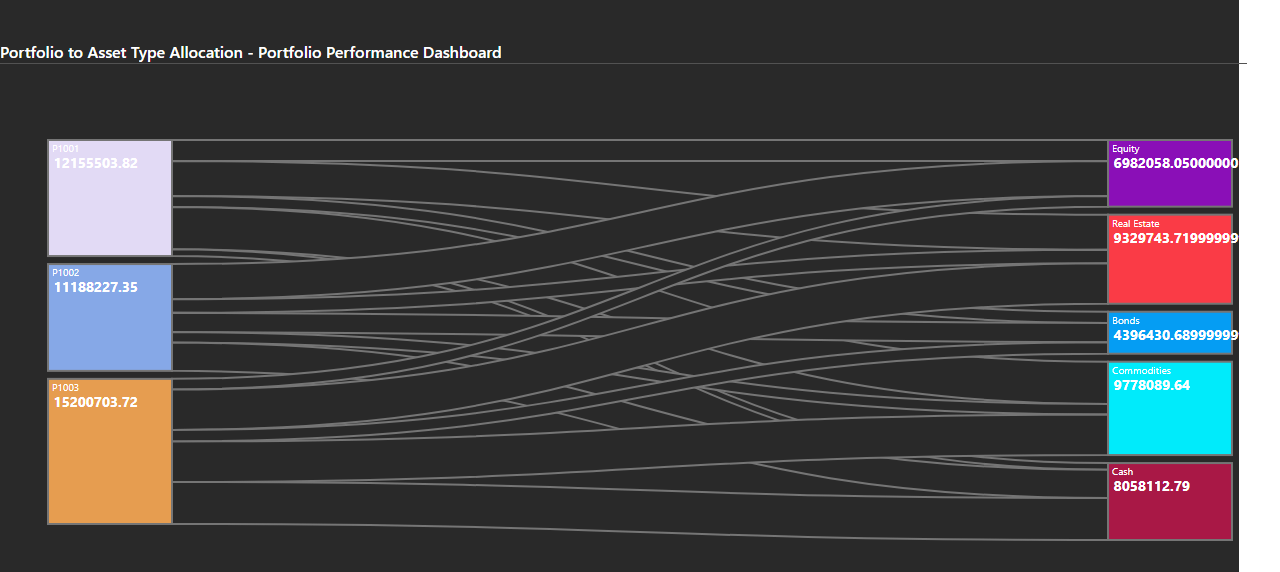 Portfolio to Asset Type Allocation - Portfolio Performance Dashboard
P1001
12155503.82
P1002
11188227.35
P1003
15200703.72
Equity
6982058.05000000
Real Estate
9329743.71999999
Bonds
4396430.68999999
Commodities
9778089.64
Cash
8058112.79